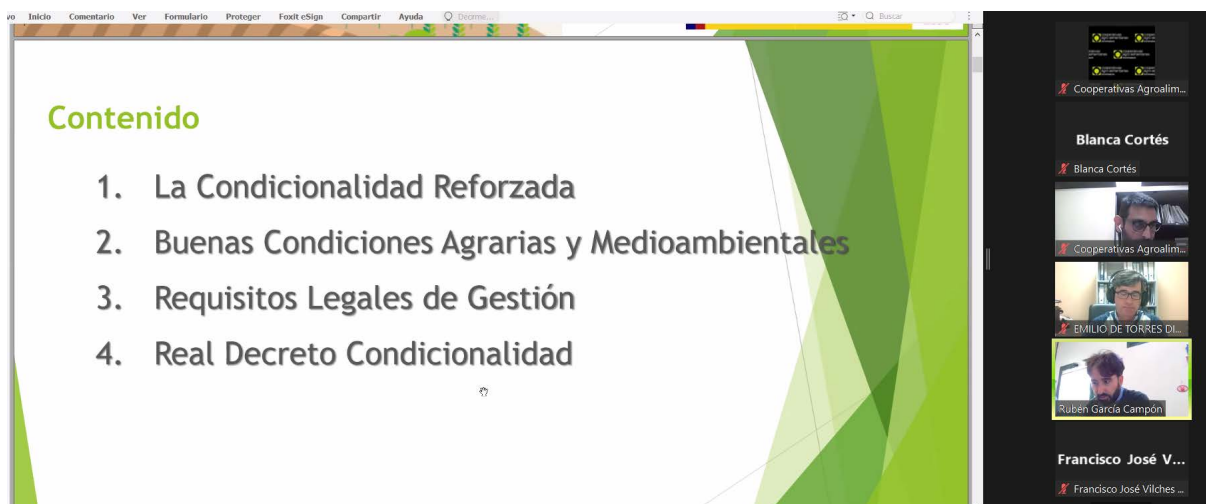 vo Inicio Comentario Ver Formulario Proteger Foxit eSign Compartir Ayuda Decirme... Buscar
Contenido
1. La Condicionalidad Reforzada
2. Buenas Condiciones Agrarias y Medioambientales
3. Requisitos Legales de Gestión
4. Real Decreto Condicionalidad
Cooperativas Agroalim...
Blanca Cortés
Blanca Cortés
Cooperativas Agroalim...
EMILIO DE TORRES DI...
Rubén García Campón
Francisco José V...
Francisco José Vilches ...